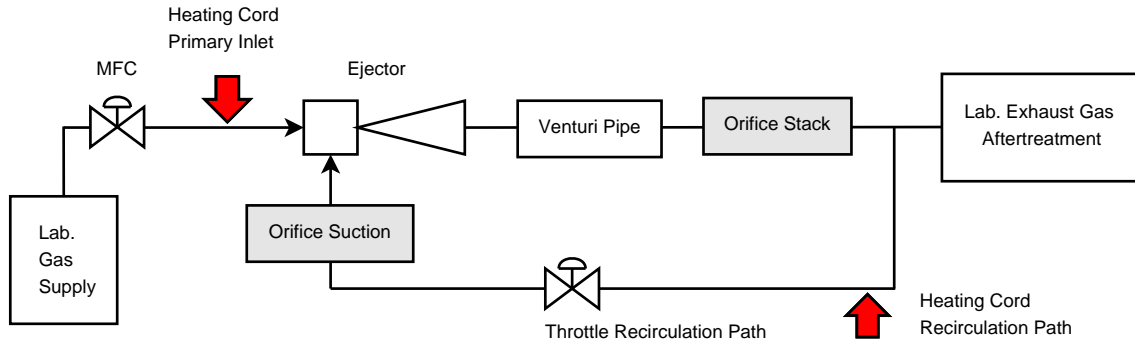 Heating Cord
Primary Inlet
MFC
Ejector
Venturi Pipe
Orifice Stack
Lab. Exhaust Gas
Aftertreatment
Lab.
Gas
Supply
Orifice Suction
Throttle Recirculation Path
Heating Cord
Recirculation Path